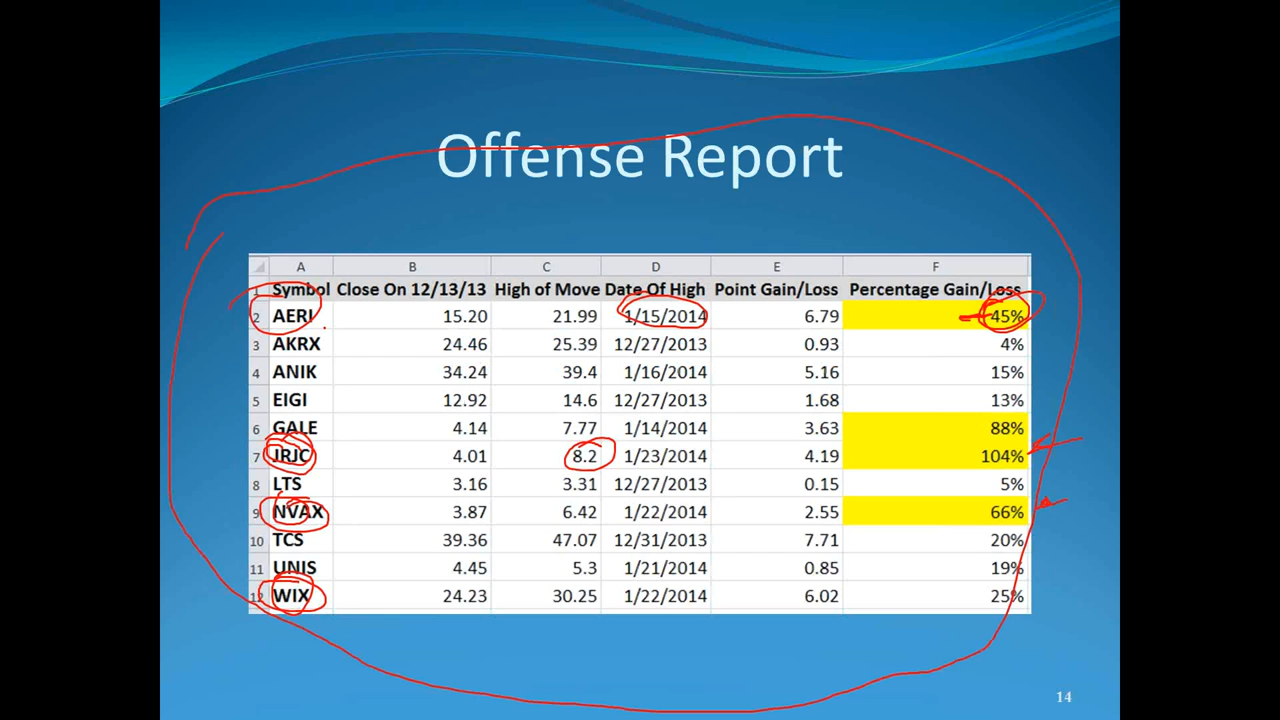 Offense Report
A B C D E F
1 Symbol Close On 12/13/13 High of Move Date Of High Point Gain/Loss Percentage Gain/Loss
2 AERI 15.20 21.99 1/15/2014 6.79 45%
3 AKRX 24.46 25.39 12/27/2013 0.93 4%
4 ANIK 34.24 39.4 1/16/2014 5.16 15%
5 EIGI 12.92 14.6 12/27/2013 1.68 13%
6 GALE 4.14 7.77 1/14/2014 3.63 88%
7 JRJC 4.01 8.2 1/23/2014 4.19 104%
8 LTS 3.16 3.31 12/27/2013 0.15 5%
9 NVAX 3.87 6.42 1/22/2014 2.55 66%
10 TCS 39.36 47.07 12/31/2013 7.71 20%
11 UNIS 4.45 5.3 1/21/2014 0.85 19%
12 WIX 24.23 30.25 1/22/2014 6.02 25%
14